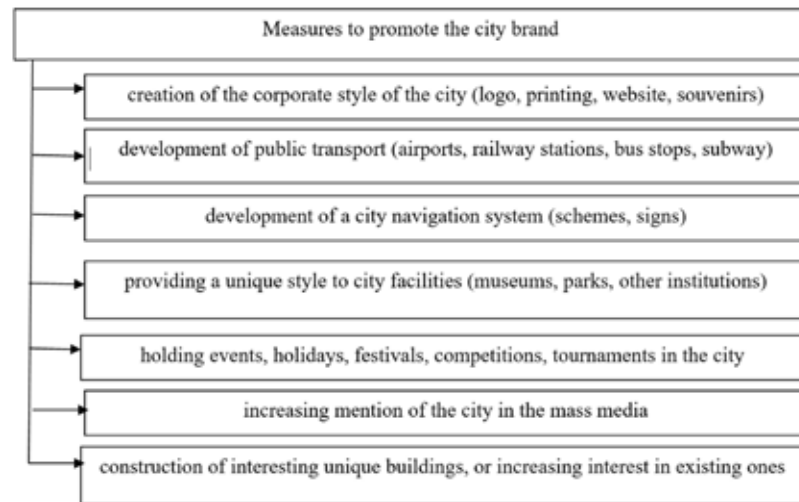 Measures to promote the city brand
creation of the corporate style of the city (logo, printing, website, souvenirs)
development of public transport (airports, railway stations, bus stops, subway)
development of a city navigation system (schemes, signs)
providing a unique style to city facilities (museums, parks, other institutions)
holding events, holidays, festivals, competitions, tournaments in the city
increasing mention of the city in the mass media
construction of interesting unique buildings, or increasing interest in existing ones